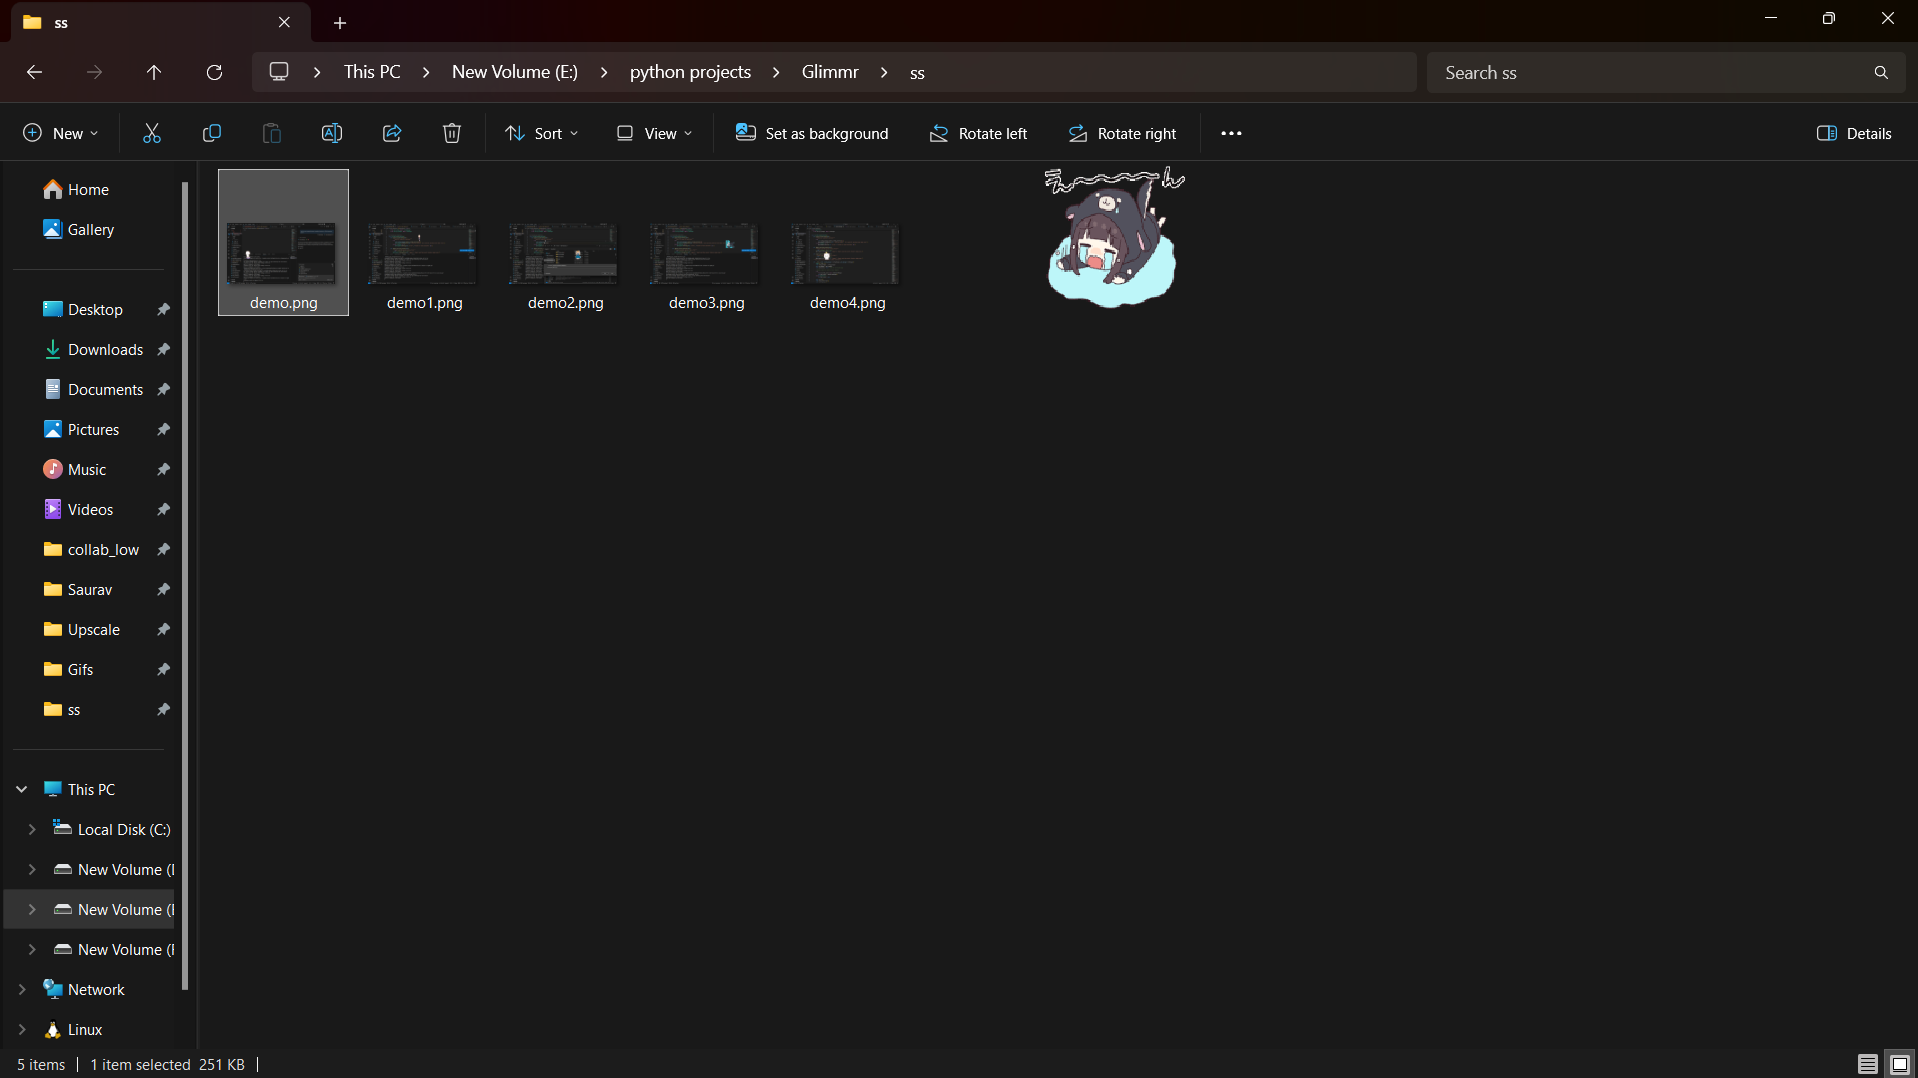 ss
This PC
New Volume (E:)
python projects
Glimmr
ss
Search ss
New
Sort
View
Set as background
Rotate left
Rotate right
Details
Home
Gallery
Desktop
Downloads
Documents
Pictures
Music
Videos
collab_low
Saurav
Upscale
Gifs
ss
This PC
Local Disk (C:)
New Volume (
New Volume (
New Volume (
Network
Linux
demo.png
demo1.png
demo2.png
demo3.png
demo4.png
え〜〜〜ん
5 items
1 item selected 251 KB